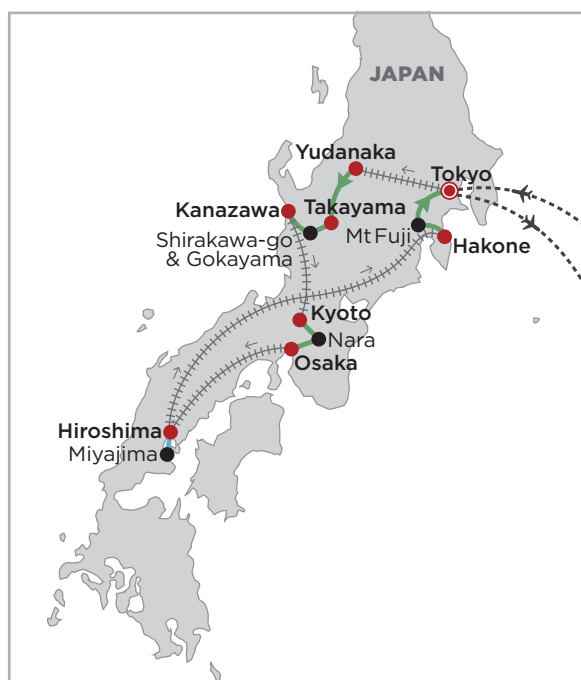 JAPAN
Yudanaka
Tokyo
Kanazawa
Takayama
Shirakawa-go
& Gokayama
Mt Fuji
Hakone
Kyoto
Nara
Osaka
Hiroshima
Miyajima